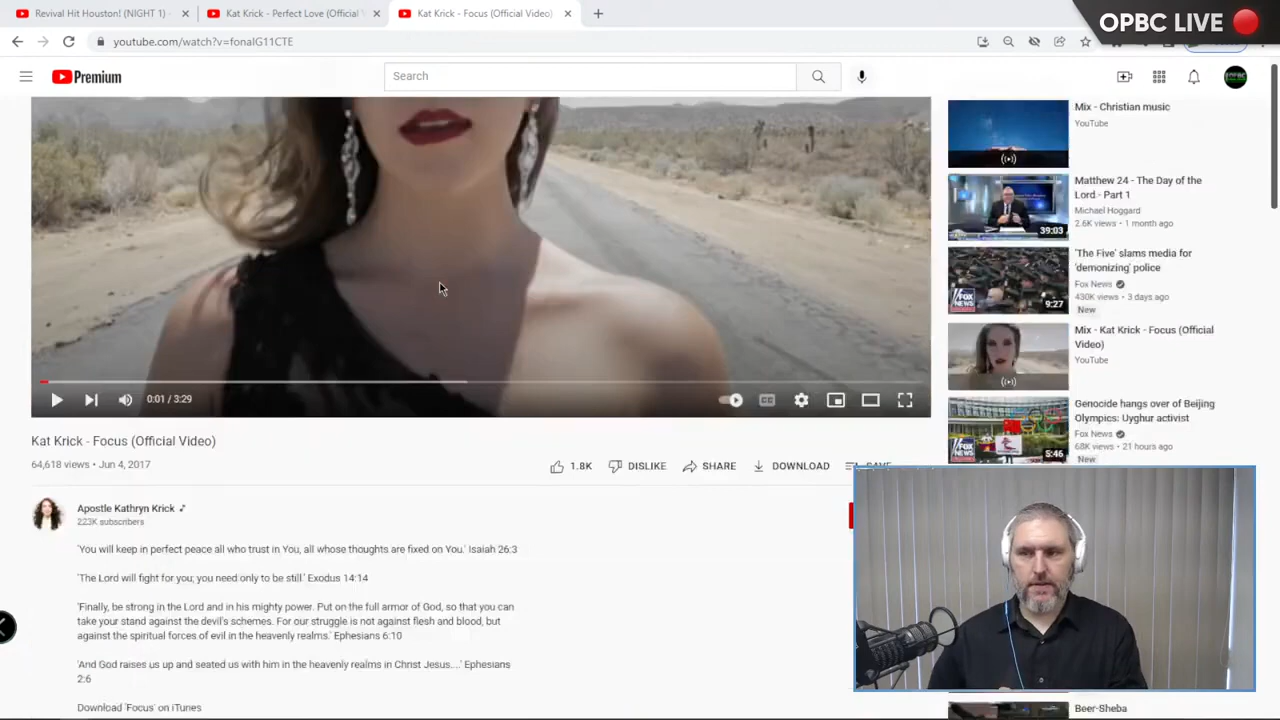 Revival Hit Houston! (NIGHT 1) -
Kat Krick - Perfect Love (Official V
Kat Krick - Focus (Official Video)
OPBC LIVE
youtube.com/watch?v=fonaIG11CTE
Premium
Search
Mix - Christian music
YouTube
Matthew 24 - The Day of the
Lord - Part 1
Michael Hoggard
2.6K views • 1 month ago
39:03
'The Five' slams media for
'demonizing' police
Fox News
430K views • 3 days ago
New
9:27
FOX
NEWS
Mix - Kat Krick - Focus (Official
Video)
YouTube
Genocide hangs over of Beijing
Olympics: Uyghur activist
Fox News
68K views • 21 hours ago
New
5:46
FOX
NEWS
0:01 / 3:29
Kat Krick - Focus (Official Video)
64,618 views • Jun 4, 2017
1.8K
DISLIKE
SHARE
DOWNLOAD
SAVE
Apostle Kathryn Krick
223K subscribers
'You will keep in perfect peace all who trust in You, all whose thoughts are fixed on You.' Isaiah 26:3
'The Lord will fight for you; you need only to be still.' Exodus 14:14
'Finally, be strong in the Lord and in his mighty power. Put on the full armor of God, so that you can
take your stand against the devil's schemes. For our struggle is not against flesh and blood, but
against the spiritual forces of evil in the heavenly realms.' Ephesians 6:10
'And God raises us up and seated us with him in the heavenly realms in Christ Jesus....' Ephesians
2:6
Download 'Focus' on iTunes
Beer-Sheba